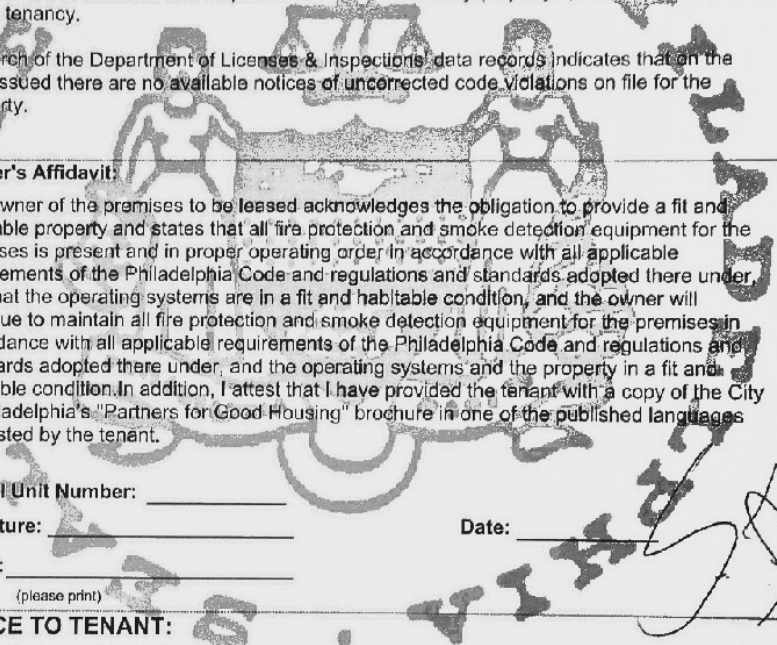 tenancy.
rch of the Department of Licenses & Inspections' data records indicates that on the
issued there are no available notices of uncorrected code violations on file for the
rty.
er's Affidavit:
wner of the premises to be leased acknowledges the obligation to provide a fit and
ble property and states that all fire protection and smoke detection equipment for the
ses is present and in proper operating order in accordance with all applicable
ements of the Philadelphia Code and regulations and standards adopted there under,
at the operating systems are in a fit and habitable condition, and the owner will
ue to maintain all fire protection and smoke detection equipment for the premises in
dance with all applicable requirements of the Philadelphia Code and regulations and
ards adopted there under, and the operating systems and the property in a fit and
ble condition.In addition, I attest that I have provided the tenant with a copy of the City
adelphia's "Partners for Good Housing" brochure in one of the published languages
sted by the tenant.
l Unit Number:
ture: Date:
:
(please print)
CE TO TENANT: